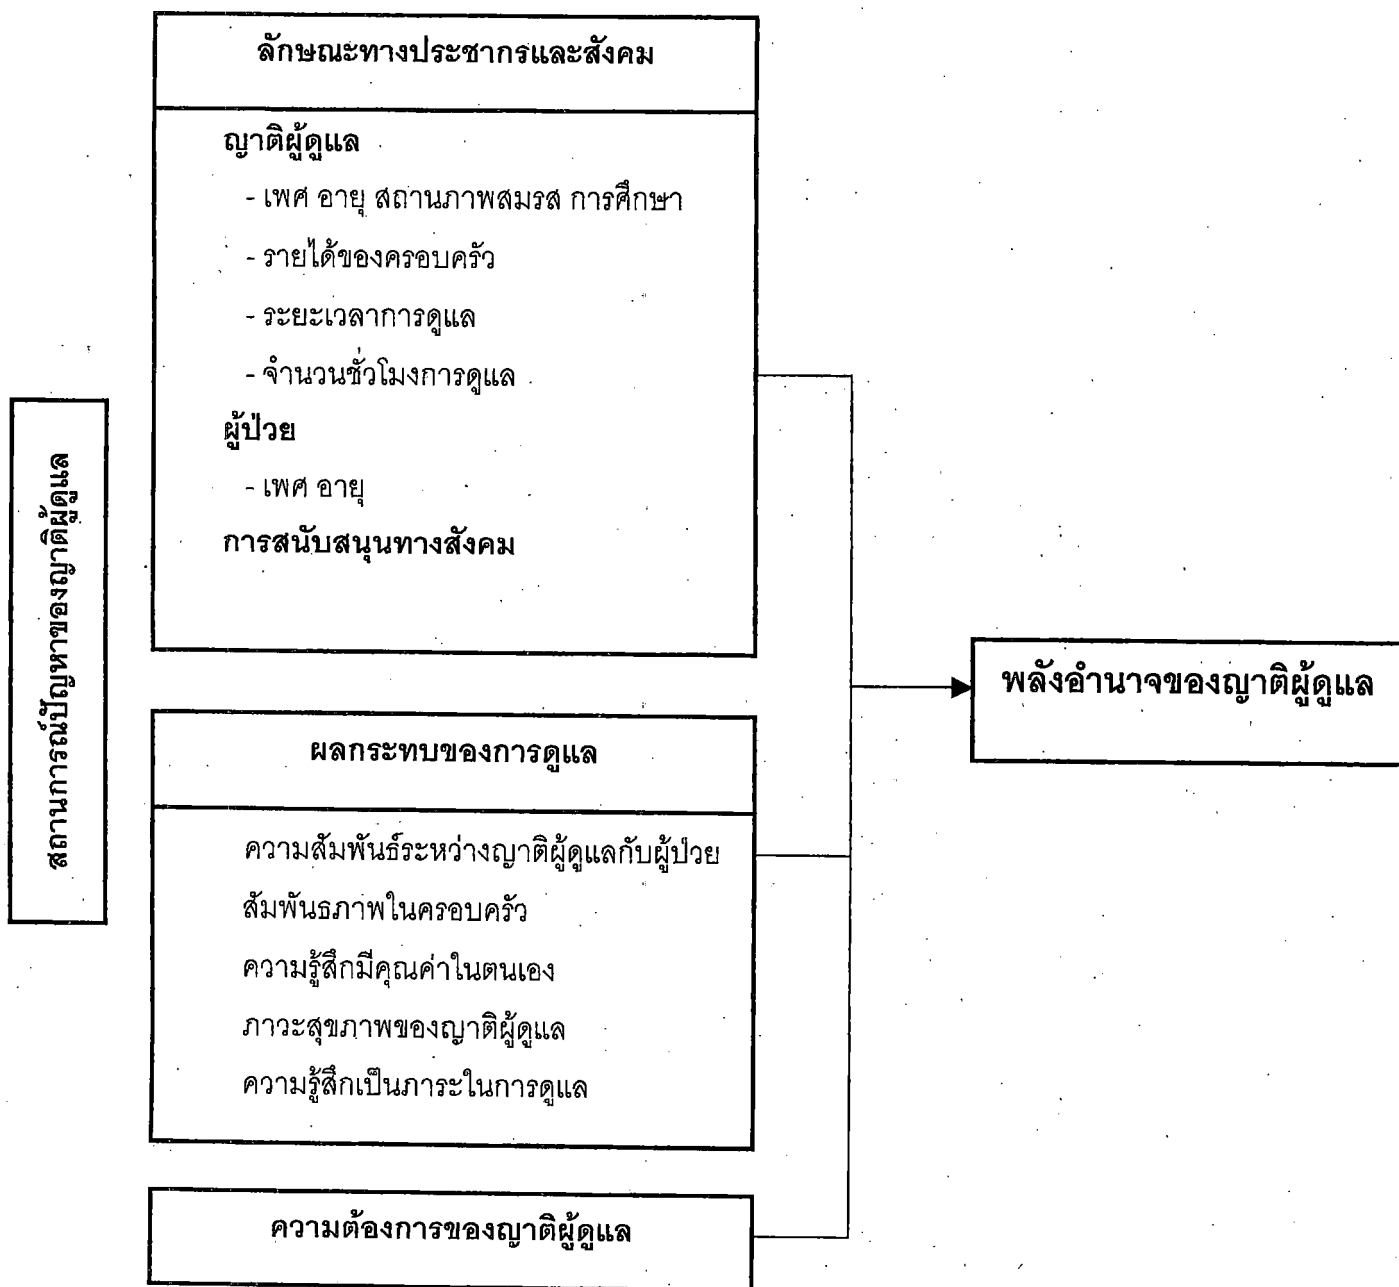 ลักษณะทางประชากรและสังคม
ญาติผู้ดูแล
- เพศ อายุ สถานภาพสมรส การศึกษา
- รายได้ของครอบครัว
- ระยะเวลาการดูแล
- จำนวนชั่วโมงการดูแล
ผู้ป่วย
- เพศ อายุ
การสนับสนุนทางสังคม
สถานการณ์ปัญหาของญาติผู้ดูแล
พลังอำนาจของญาติผู้ดูแล
ผลกระทบของการดูแล
ความสัมพันธ์ระหว่างญาติผู้ดูแลกับผู้ป่วย
สัมพันธภาพในครอบครัว
ความรู้สึกมีคุณค่าในตนเอง
ภาวะสุขภาพของญาติผู้ดูแล
ความรู้สึกเป็นภาระในการดูแล
ความต้องการของญาติผู้ดูแล